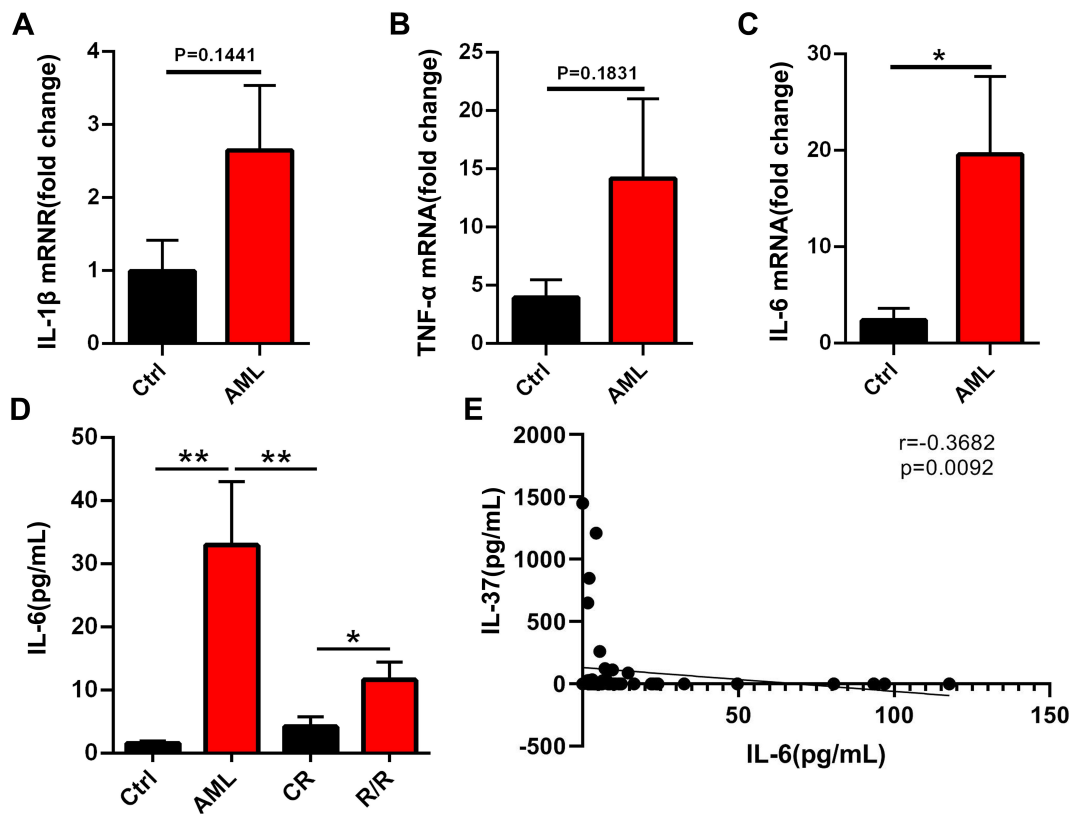 A
IL-1β mRNR(fold change)
4
3
2
1
0
P=0.1441
Ctrl
AML
B
TNF-α mRNA(fold change)
25
20
15
10
5
0
P=0.1831
Ctrl
AML
C
IL-6 mRNA(fold change)
30
20
10
0
*
Ctrl
AML
D
IL-6(pg/mL)
50
40
30
20
10
0
**
**
*
Ctrl
AML
CR
R/R
E
IL-37(pg/mL)
2000
1500
1000
500
0
-500
r=-0.3682
p=0.0092
50
100
150
IL-6(pg/mL)